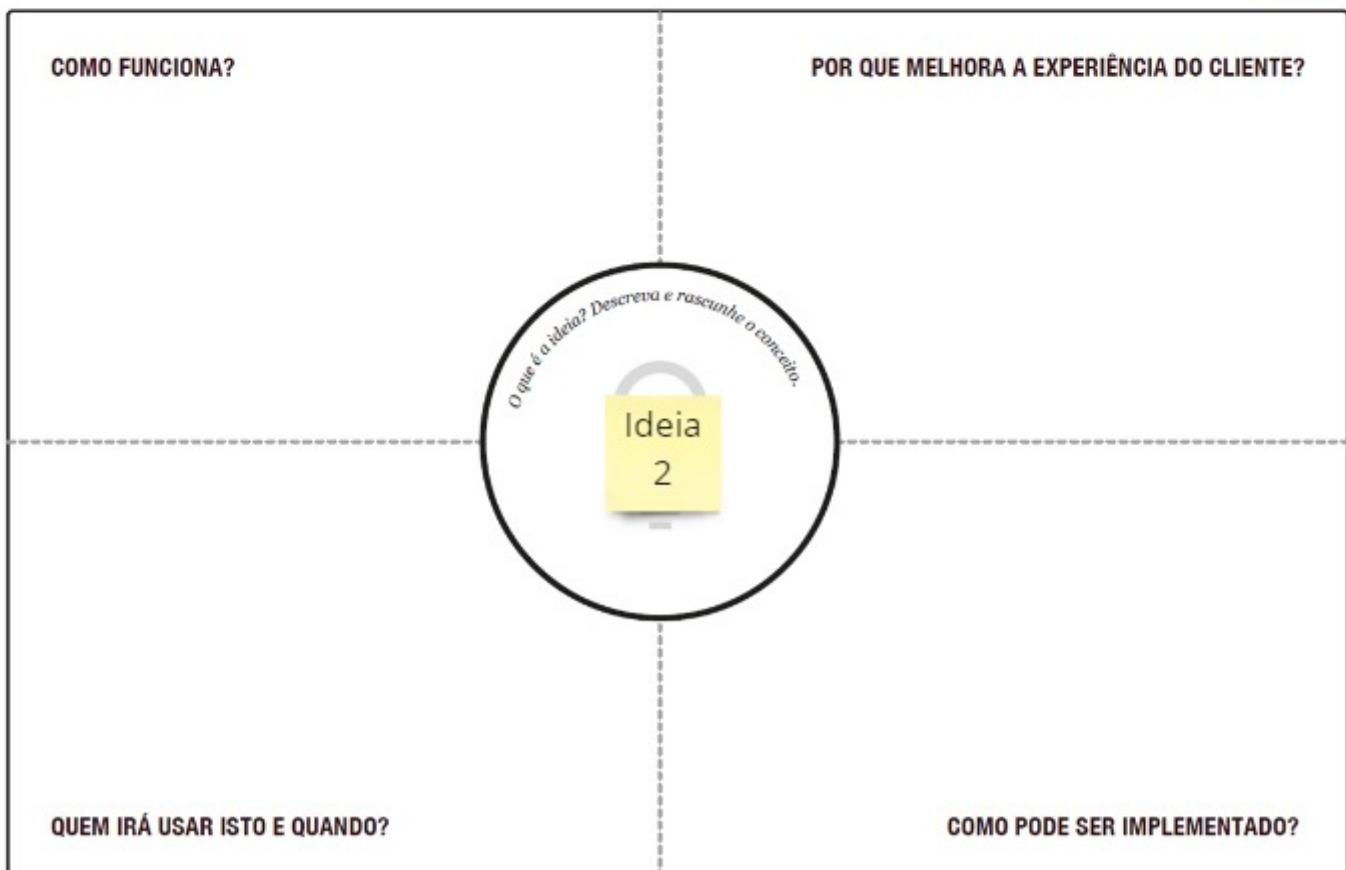 COMO FUNCIONA?
POR QUE MELHORA A EXPERIÊNCIA DO CLIENTE?
O que é a ideia? Descreva e rascunhe o conceito.
Ideia
2
QUEM IRÁ USAR ISTO E QUANDO?
COMO PODE SER IMPLEMENTADO?